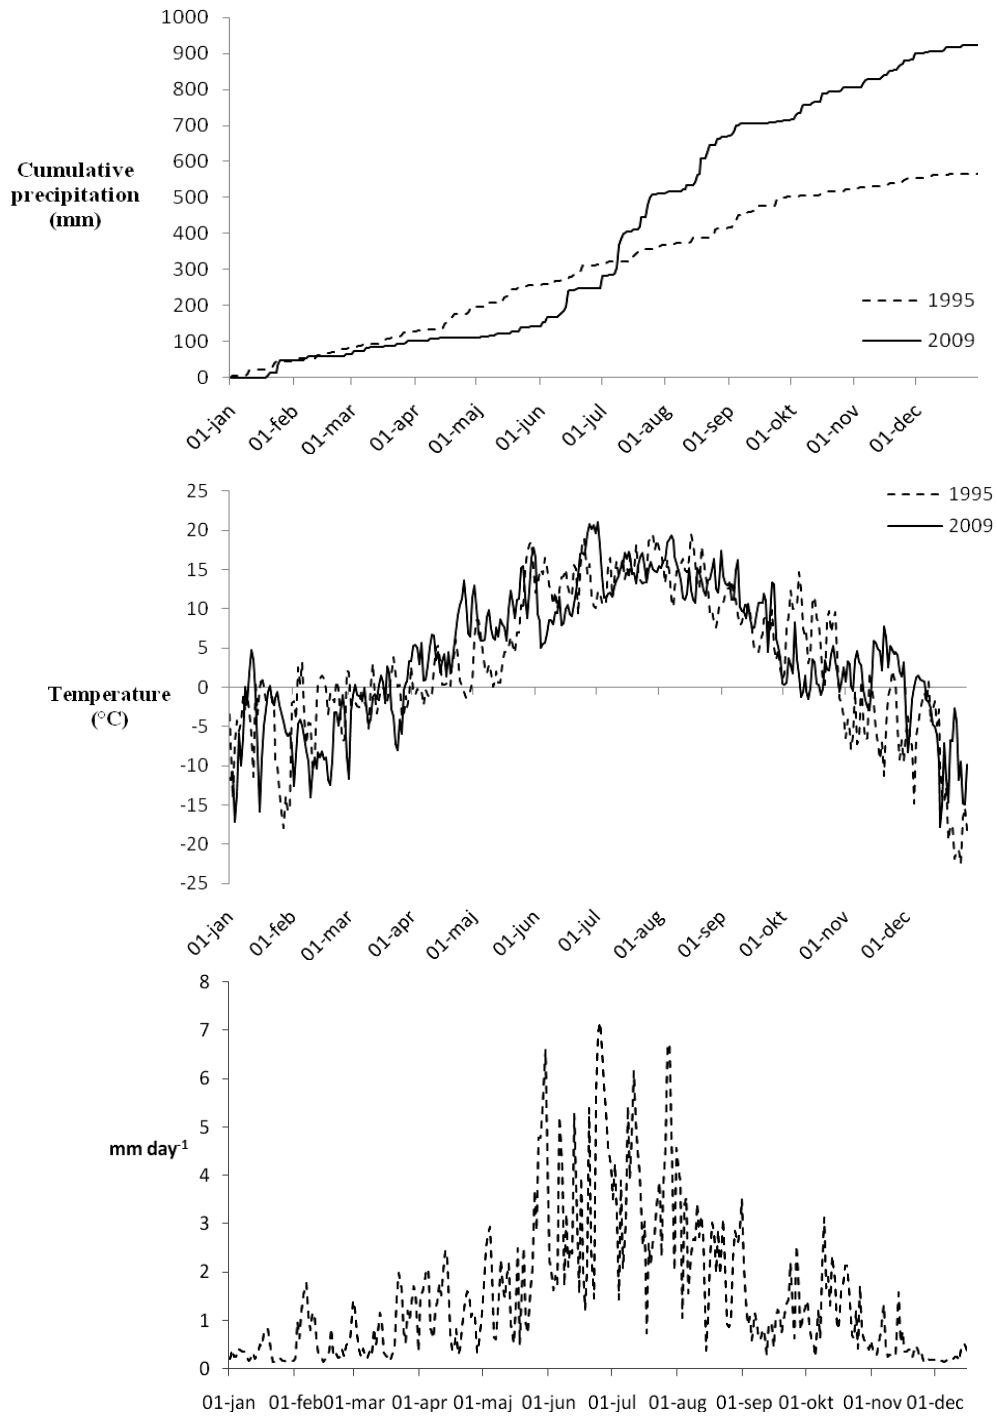 1000
900
800
700
600
500
400
300
200
100
0
Cumulative
precipitation
(mm)
1995
2009
01-jan
01-feb
01-mar
01-apr
01-maj
01-jun
01-jul
01-aug
01-sep
01-okt
01-nov
01-dec
25
20
15
10
5
0
-5
-10
-15
-20
-25
Temperature
(°C)
1995
2009
01-jan
01-feb
01-mar
01-apr
01-maj
01-jun
01-jul
01-aug
01-sep
01-okt
01-nov
01-dec
8
7
6
5
4
3
2
1
0
mm day-1
01-jan 01-feb 01-mar 01-apr 01-maj 01-jun 01-jul 01-aug 01-sep 01-okt 01-nov 01-dec